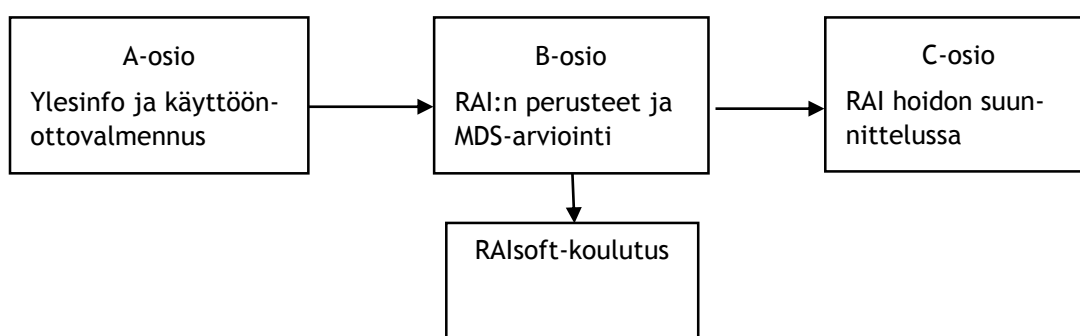 A-osio
Ylesinfo ja käyttöön-
ottovalmennus
B-osio
RAI:n perusteet ja
MDS-arviointi
C-osio
RAI hoidon suun-
nittelussa
RAIsoft-koulutus